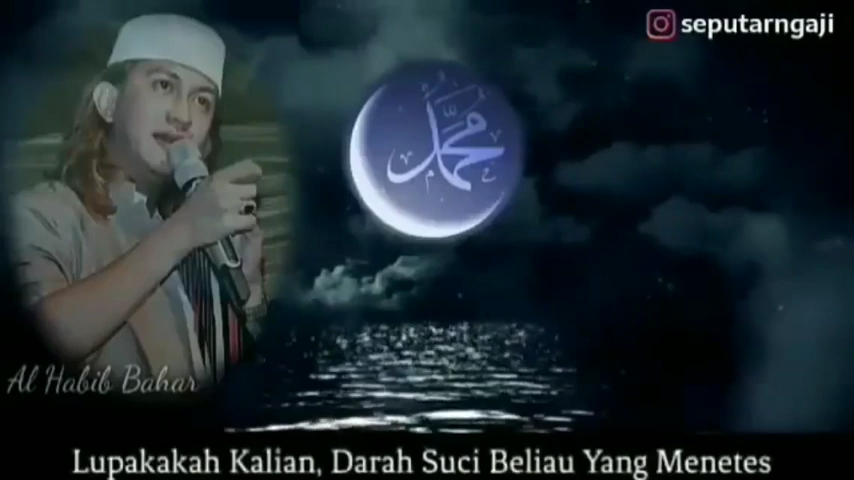 seputarngaji
محمد
Al Habib Bahar
Lupakakah Kalian, Darah Suci Beliau Yang Menetes